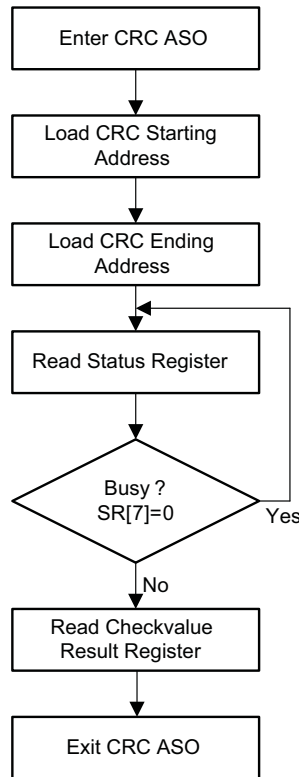 Enter CRC ASO
Load CRC Starting
Address
Load CRC Ending
Address
Read Status Register
Busy ?
SR[7]=0
Yes
No
Read Checkvalue
Result Register
Exit CRC ASO